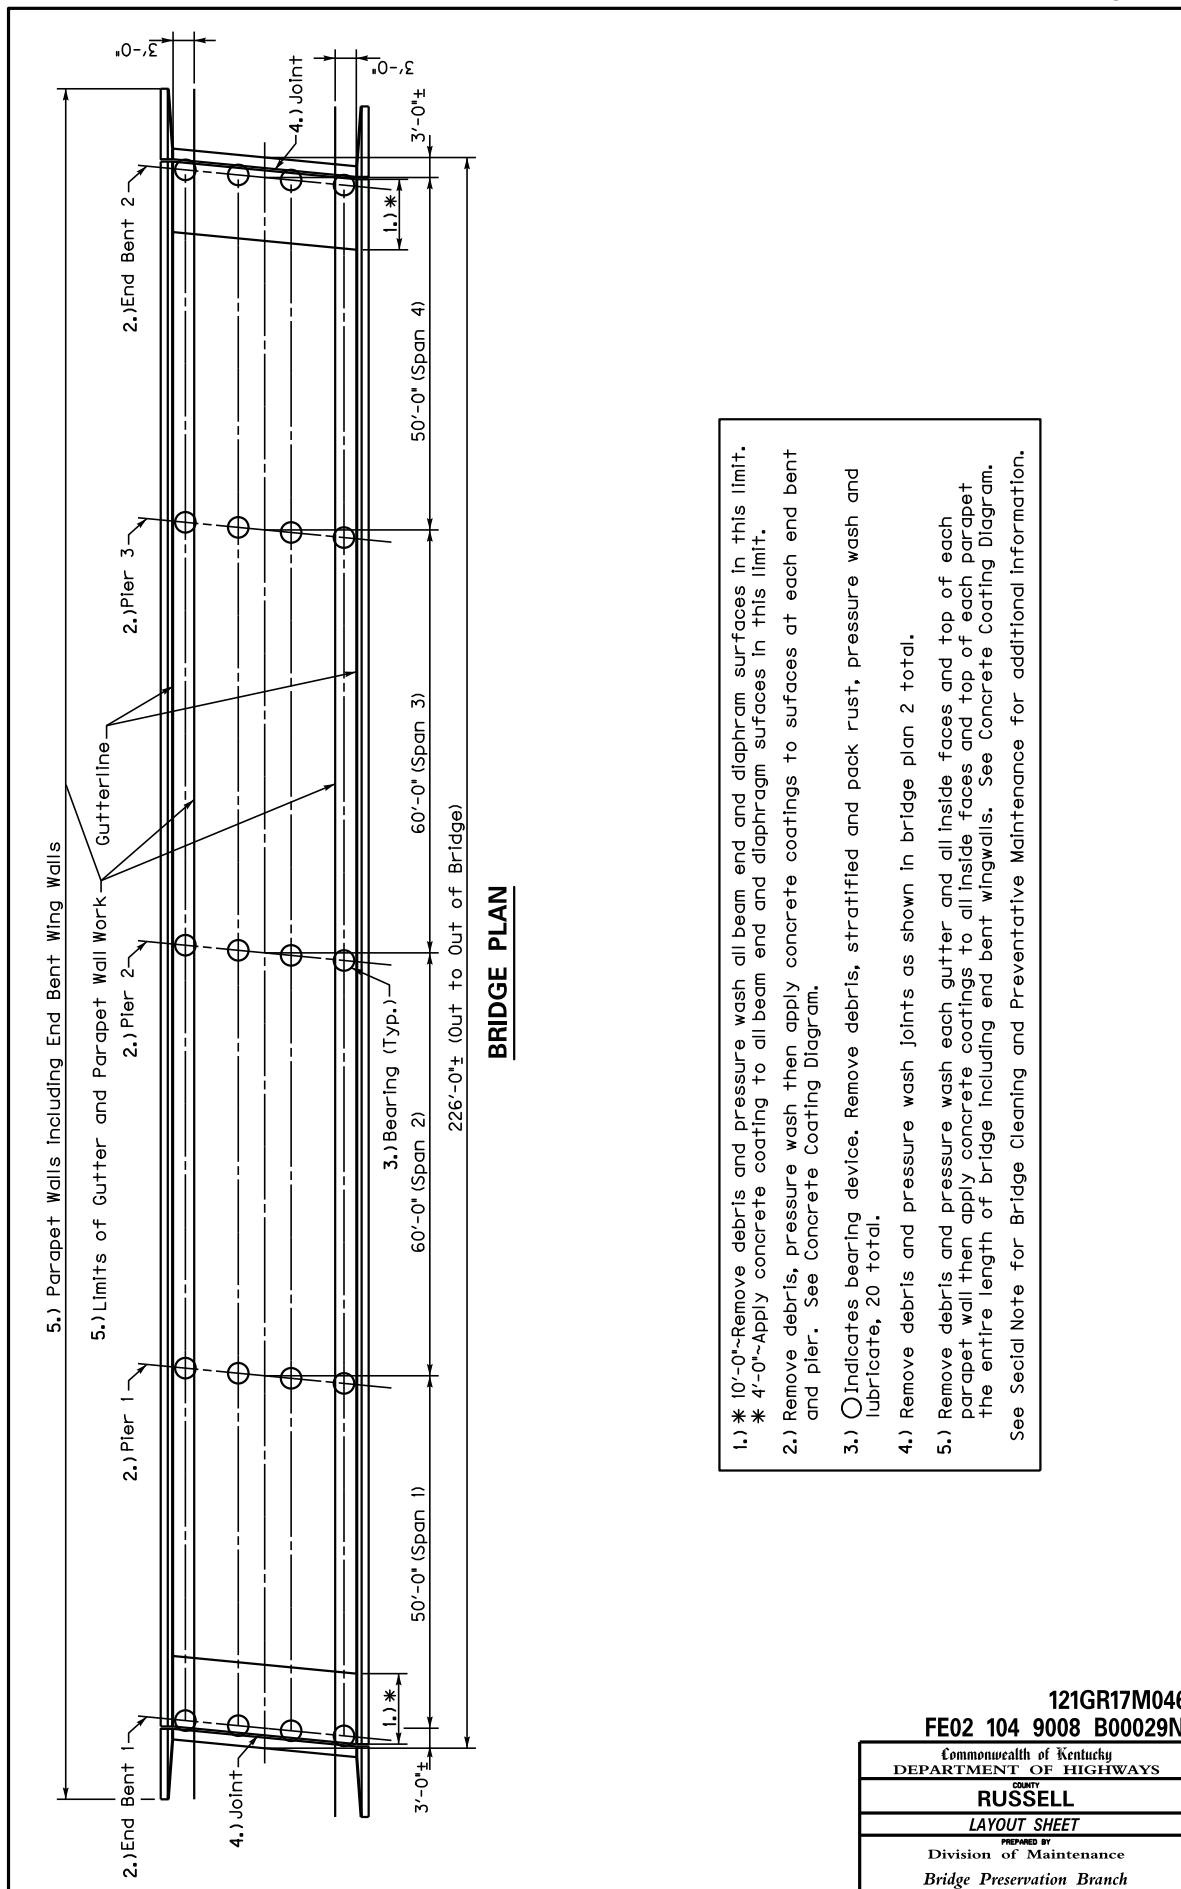 5.) Parapet Walls including End Bent Wing Walls
5.) Limits of Gutter and Parapet Wall Work
Gutterline
2.) End Bent 1
2.) Pier 1
2.) Pier 2
2.) Pier 3
2.) End Bent 2
3'-0"
3'-0"
4.) Joint
4.) Joint
1.) *
1.) *
3.) Bearing (Typ.)
3'-0"±
50'-0" (Span 1)
60'-0" (Span 2)
60'-0" (Span 3)
50'-0" (Span 4)
3'-0"±
226'-0"± (Out to Out of Bridge)
BRIDGE PLAN
1.) * 10'-0"~Remove debris and pressure wash all beam end and diaphram surfaces in this limit.
* 4'-0"~Apply concrete coating to all beam end and diaphragm sufaces in this limit.
2.) Remove debris, pressure wash then apply concrete coatings to sufaces at each end bent
and pier. See Concrete Coating Diagram.
3.) Indicates bearing device. Remove debris, stratified and pack rust, pressure wash and
lubricate, 20 total.
4.) Remove debris and pressure wash joints as shown in bridge plan 2 total.
5.) Remove debris and pressure wash each gutter and all inside faces and top of each
parapet wall then apply concrete coatings to all inside faces and top of each parapet
the entire length of bridge including end bent wingwalls. See Concrete Coating Diagram.
See Secial Note for Bridge Cleaning and Preventative Maintenance for additional information.
121GR17M046
FE02 104 9008 B00029N
Commonwealth of Kentucky
DEPARTMENT OF HIGHWAYS
COUNTY
RUSSELL
LAYOUT SHEET
PREPARED BY
Division of Maintenance
Bridge Preservation Branch